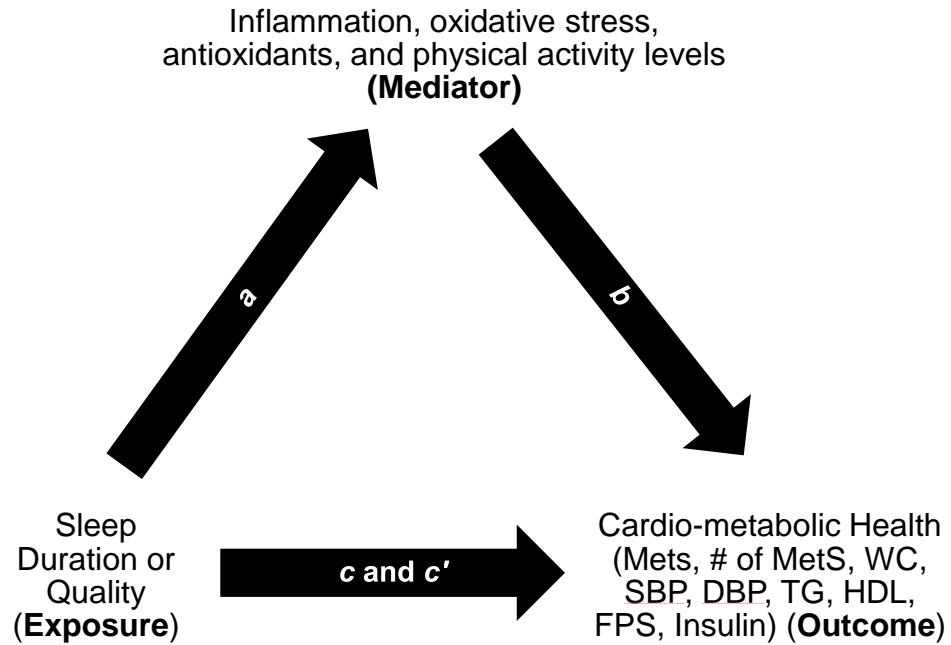 Inflammation, oxidative stress,
antioxidants, and physical activity levels
(Mediator)
a
b
Sleep
Duration or
Quality
(Exposure)
c and c'
Cardio-metabolic Health
(Mets, # of MetS, WC,
SBP, DBP, TG, HDL,
FPS, Insulin) (Outcome)